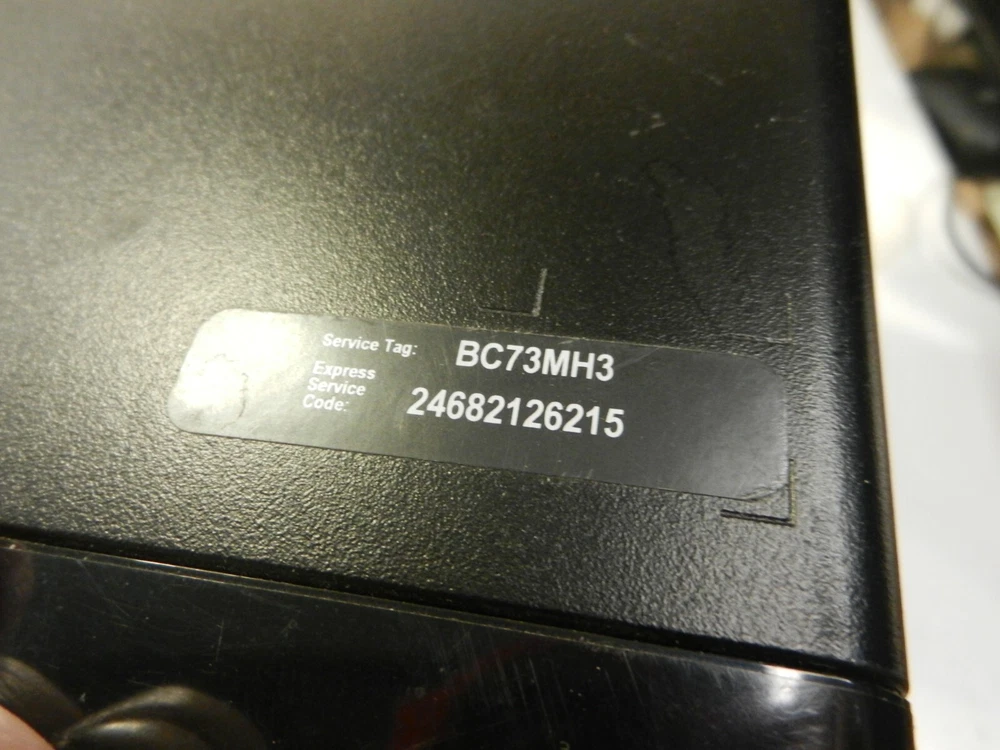 Service Tag: BC73MH3
Express
Service
Code: 24682126215